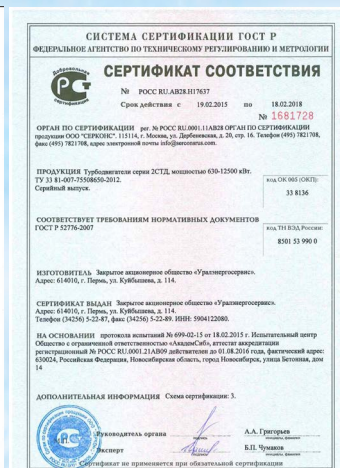 СИСТЕМА СЕРТИФИКАЦИИ ГОСТ Р
ФЕДЕРАЛЬНОЕ АГЕНТСТВО ПО ТЕХНИЧЕСКОМУ РЕГУЛИРОВАНИЮ И МЕТРОЛОГИИ
Добровольная
сертификация
СЕРТИФИКАТ СООТВЕТСТВИЯ
№ РОСС RU.АВ28.Н17637
Срок действия с 19.02.2015 по 18.02.2018
№ 1681728
ОРГАН ПО СЕРТИФИКАЦИИ рег. № РОСС RU.0001.11АВ28 ОРГАН ПО СЕРТИФИКАЦИИ
продукции ООО "СЕРКОНС". 115114, г. Москва, ул. Дербеневская, д. 20, стр. 16. Телефон (495) 7821708,
факс (495) 7821708, адрес электронной почты info@serconsrus.com.
ПРОДУКЦИЯ Турбодвигатели серии 2СТД, мощностью 630-12500 кВт.
ТУ 33 81-007-75508650-2012.
Серийный выпуск.
код ОК 005 (ОКП):
33 8136
СООТВЕТСТВУЕТ ТРЕБОВАНИЯМ НОРМАТИВНЫХ ДОКУМЕНТОВ
ГОСТ Р 52776-2007
код ТН ВЭД России:
8501 53 990 0
ИЗГОТОВИТЕЛЬ Закрытое акционерное общество «Уралэнергосервис».
Адрес: 614010, г. Пермь, ул. Куйбышева, д. 114.
СЕРТИФИКАТ ВЫДАН Закрытое акционерное общество «Уралэнергосервис».
Адрес: 614010, г. Пермь, ул. Куйбышева, д. 114.
Телефон (34256) 5-22-87, факс (34256) 5-22-89. ИНН: 5904122080.
НА ОСНОВАНИИ протокола испытаний № 699-02-15 от 18.02.2015 г. Испытательный центр
Общество с ограниченной ответственностью «АкадемСиб», аттестат аккредитации
регистрационный № РОСС RU.0001.21АВ09 действителен до 01.08.2016 года, фактический адрес:
630024, Российская Федерация, Новосибирская область, город Новосибирск, улица Бетонная, дом
14
ДОПОЛНИТЕЛЬНАЯ ИНФОРМАЦИЯ Схема сертификации: 3.
Руководитель органа
А.А. Григорьев
Эксперт
Б.П. Чумаков
Сертификат не применяется при обязательной сертификации